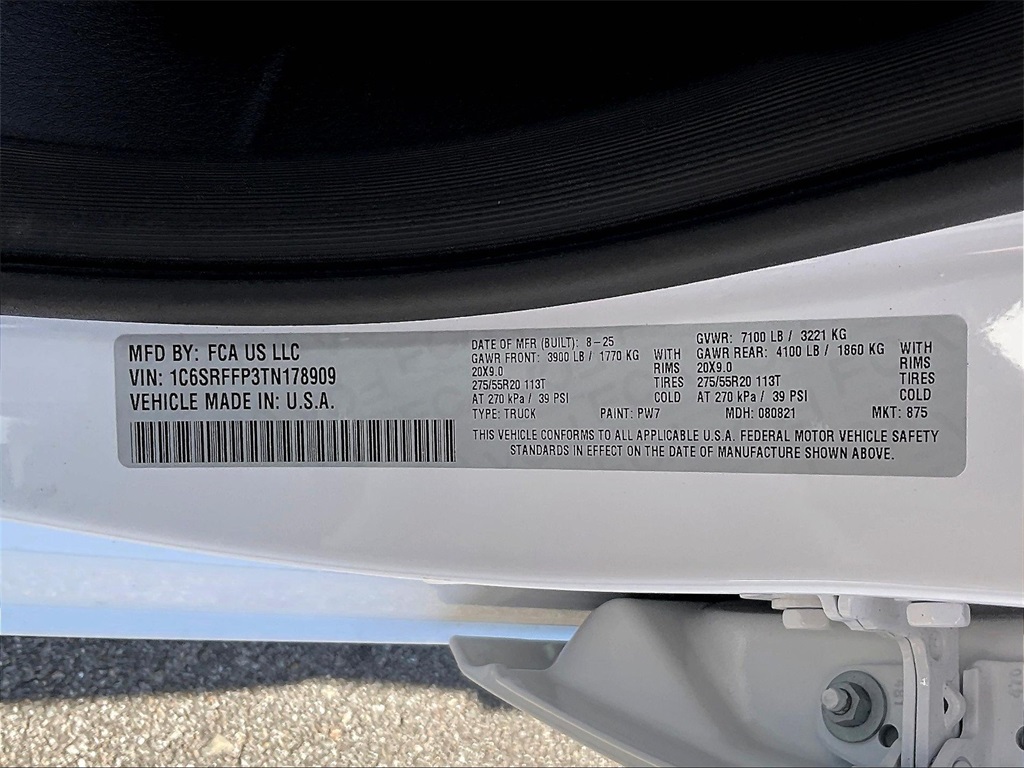 MFD BY: FCA US LLC
VIN: 1C6SRFFP3TN178909
VEHICLE MADE IN: U.S.A.
DATE OF MFR (BUILT): 8-25
GAWR FRONT: 3900 LB / 1770 KG WITH
20X9.0 RIMS
275/55R20 113T TIRES
AT 270 kPa / 39 PSI COLD
TYPE: TRUCK PAINT: PW7
GVWR: 7100 LB / 3221 KG
GAWR REAR: 4100 LB / 1860 KG WITH
20X9.0 RIMS
275/55R20 113T TIRES
AT 270 kPa / 39 PSI COLD
MDH: 080821 MKT: 875
THIS VEHICLE CONFORMS TO ALL APPLICABLE U.S.A. FEDERAL MOTOR VEHICLE SAFETY
STANDARDS IN EFFECT ON THE DATE OF MANUFACTURE SHOWN ABOVE.